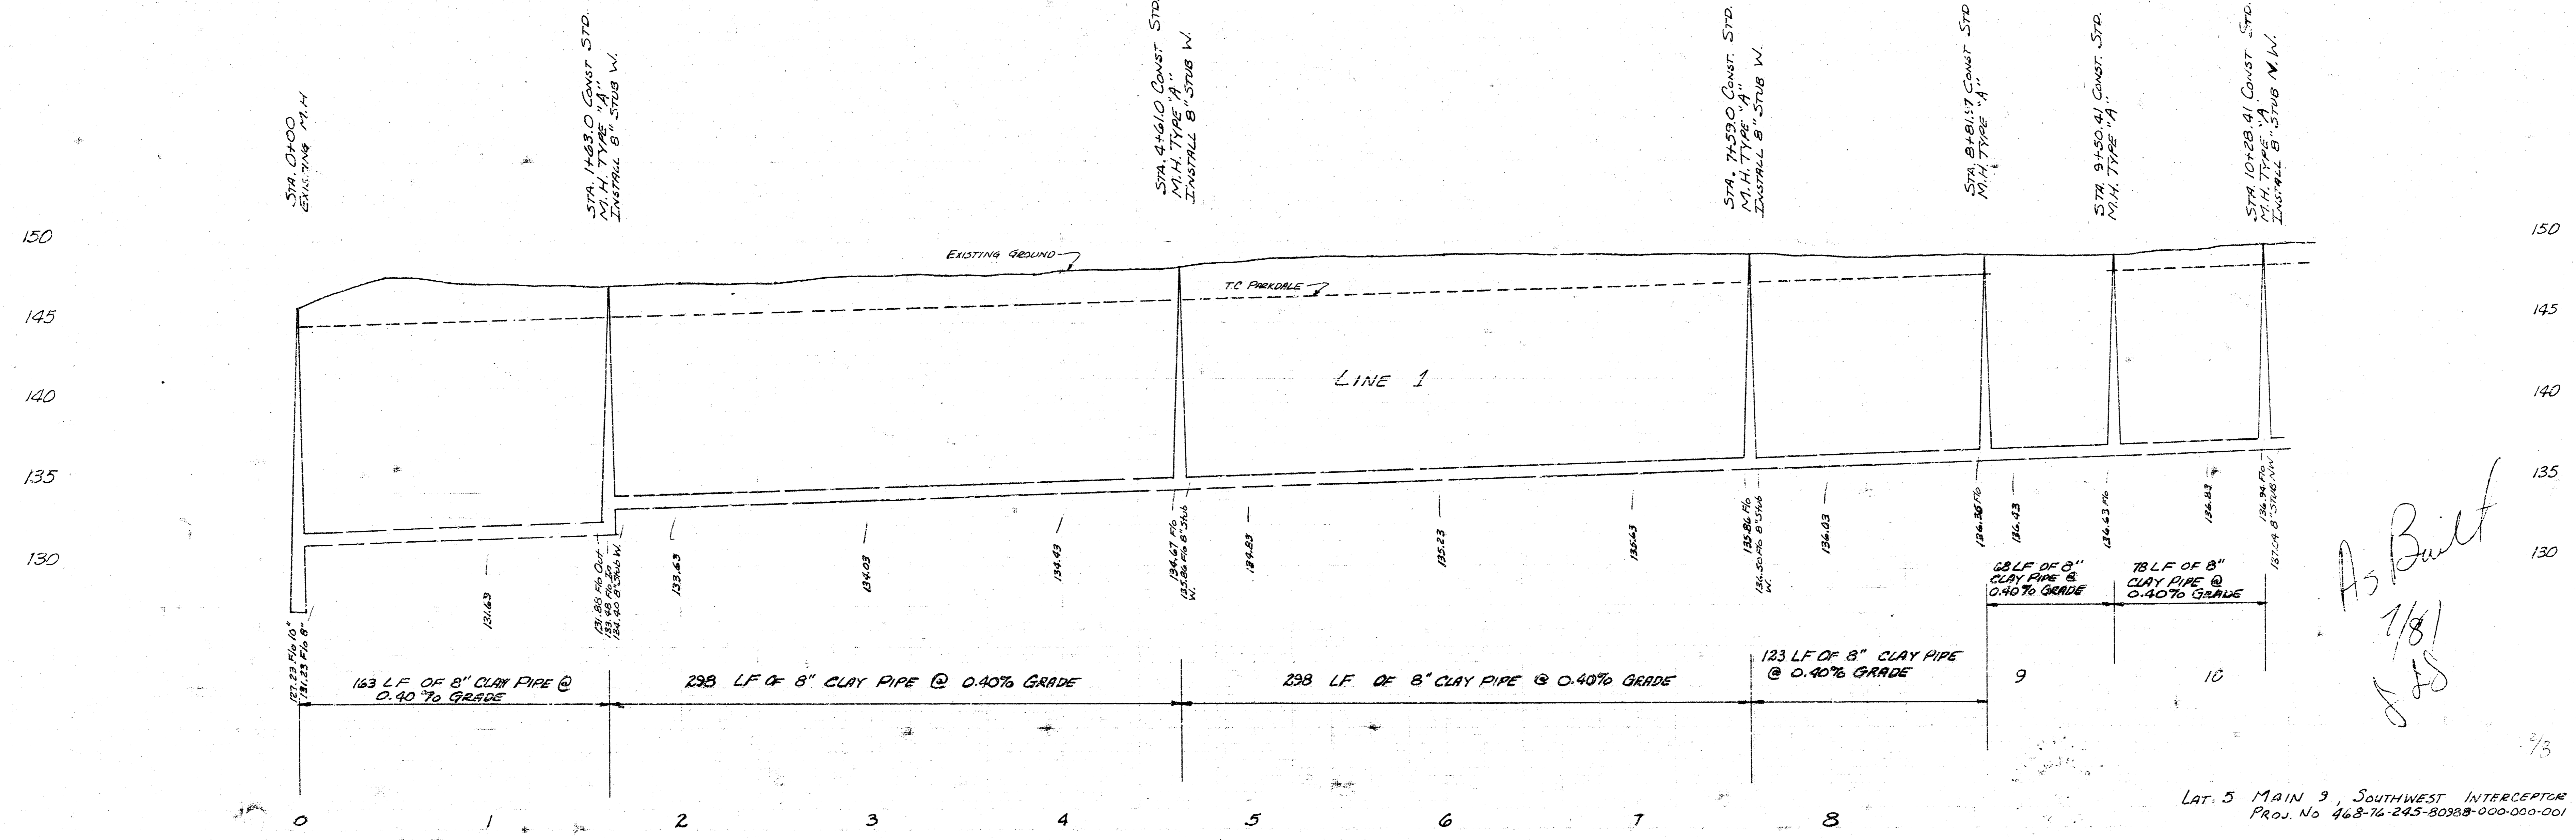 STA. 0+00
EXISTING M.H
STA. 1+63.0 CONST STD.
M.H. TYPE "A"
INSTALL 8" STUB W.
STA. 4+61.0 CONST STD.
M.H. TYPE "A"
INSTALL 8" STUB W.
STA. 7+59.0 CONST. STD.
M.H. TYPE "A"
INSTALL 8" STUB W.
STA. 8+81.97 CONST STD
M.H. TYPE "A"
STA. 9+50.41 CONST. STD.
M.H. TYPE "A"
STA. 10+28.41 CONST STD.
M.H. TYPE "A"
INSTALL 8" STUB N.W.
150
150
EXISTING GROUND
T.C. PARKDALE
145
145
LINE 1
140
140
135
135
130
130
127.23 F/o 10"
131.23 F/o 8"
131.63
131.88 F/o Out
133.48 F/o In
134.40 8" Stub W.
133.63
134.03
134.43
134.67 F/o
135.86 F/o 8" Stub
W.
134.83
135.23
135.63
135.86 F/o
136.50 F/o 8" Stub
W.
136.03
136.36 F/o
136.43
136.63 F/o
136.83
136.94 F/o
137.04 8" STUB NW
163 LF OF 8" CLAY PIPE @
0.40 % GRADE
298 LF OF 8" CLAY PIPE @ 0.40% GRADE
298 LF OF 8" CLAY PIPE @ 0.40% GRADE
123 LF OF 8" CLAY PIPE
@ 0.40% GRADE
68 LF OF 8"
CLAY PIPE @
0.40% GRADE
78 LF OF 8"
CLAY PIPE @
0.40% GRADE
As Built
7/81
0
1
2
3
4
5
6
7
8
9
10
LAT. 5 MAIN 9, SOUTHWEST INTERCEPTOR
PROJ. No 468-76-245-80988-000-000-001